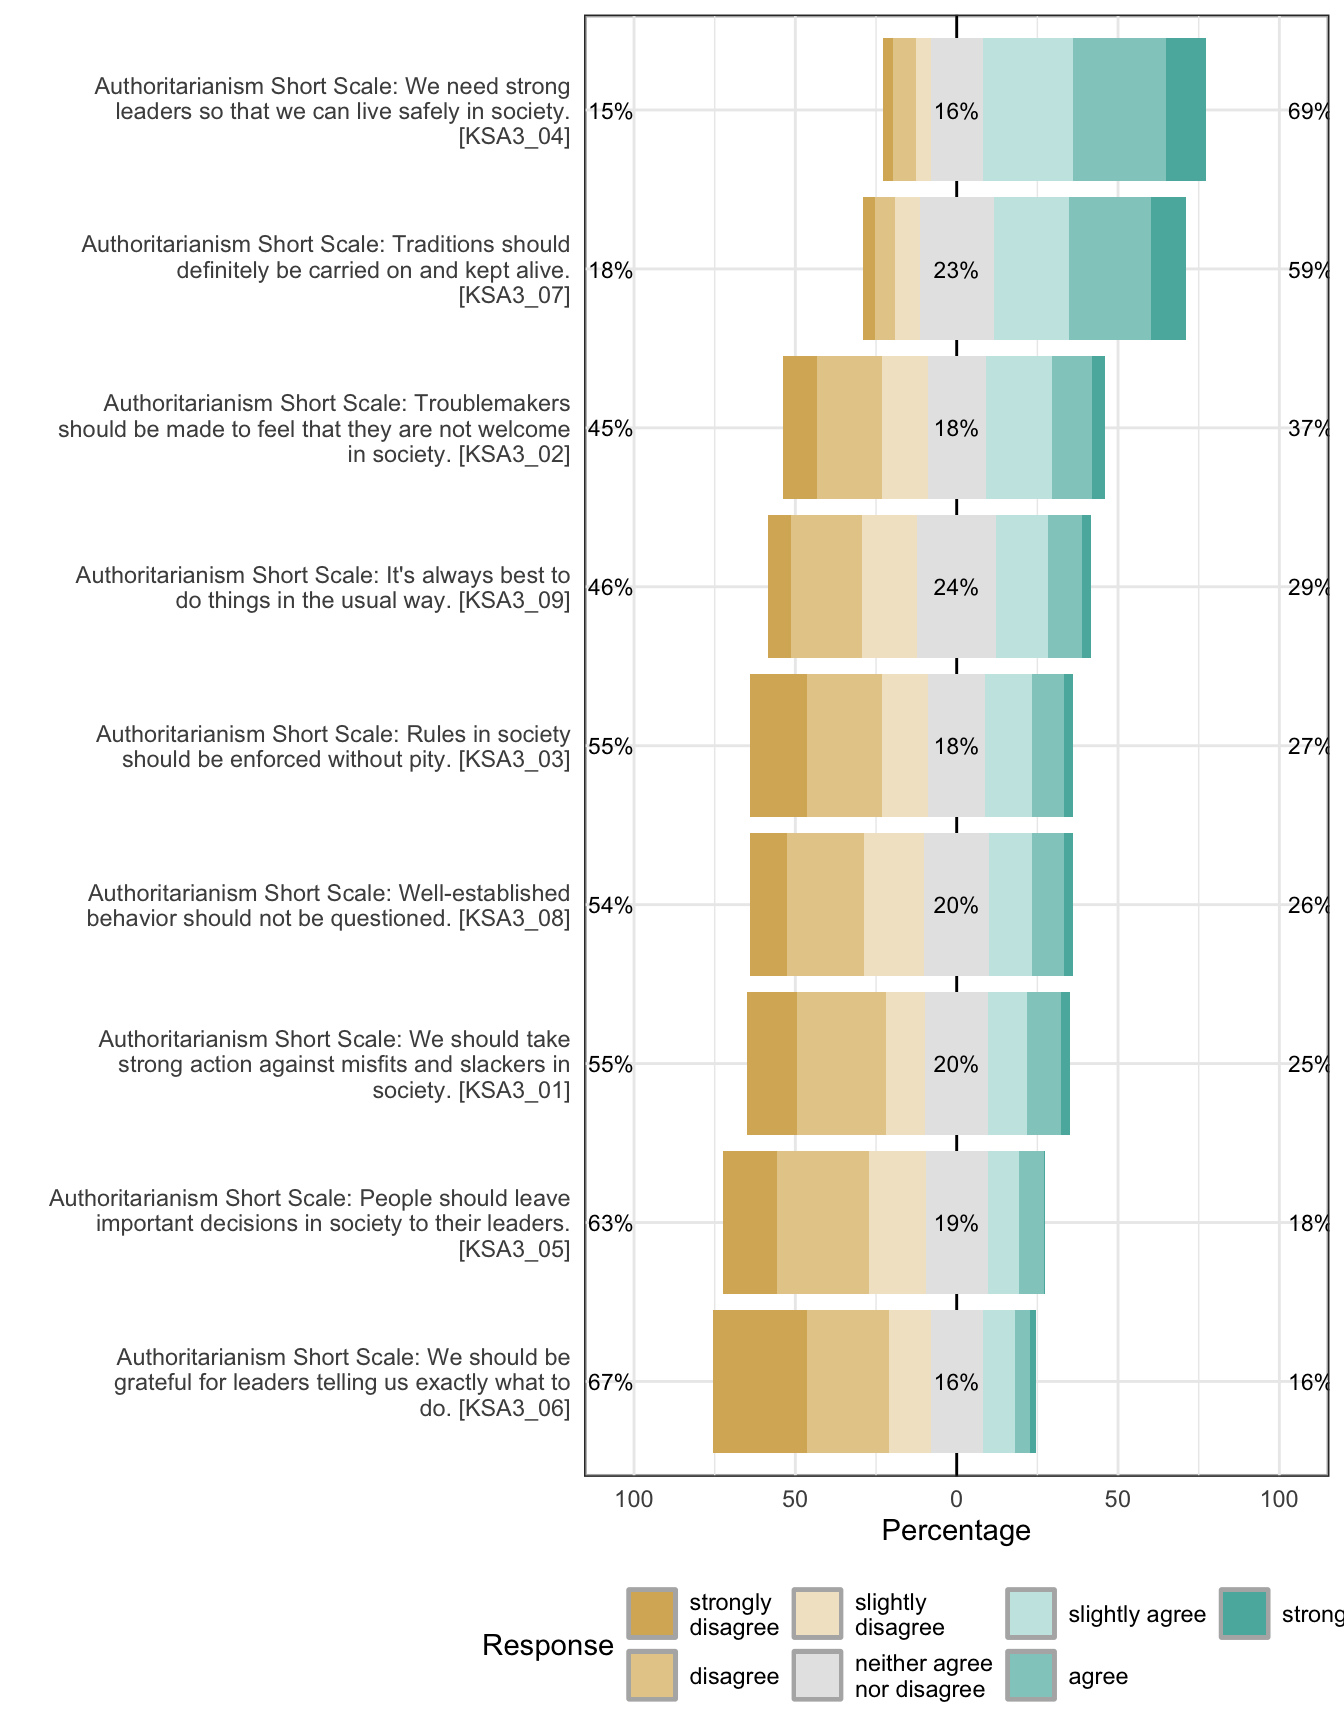 Authoritarianism Short Scale: We need strong
leaders so that we can live safely in society.
[KSA3_04]
15%
16%
69%
Authoritarianism Short Scale: Traditions should
definitely be carried on and kept alive.
[KSA3_07]
18%
23%
59%
Authoritarianism Short Scale: Troublemakers
should be made to feel that they are not welcome
in society. [KSA3_02]
45%
18%
37%
Authoritarianism Short Scale: It's always best to
do things in the usual way. [KSA3_09]
46%
24%
29%
Authoritarianism Short Scale: Rules in society
should be enforced without pity. [KSA3_03]
55%
18%
27%
Authoritarianism Short Scale: Well-established
behavior should not be questioned. [KSA3_08]
54%
20%
26%
Authoritarianism Short Scale: We should take
strong action against misfits and slackers in
society. [KSA3_01]
55%
20%
25%
Authoritarianism Short Scale: People should leave
important decisions in society to their leaders.
[KSA3_05]
63%
19%
18%
Authoritarianism Short Scale: We should be
grateful for leaders telling us exactly what to
do. [KSA3_06]
67%
16%
16%
100 50 0 50 100
Percentage
Response
strongly
disagree
disagree
slightly
disagree
neither agree
nor disagree
slightly agree
agree
strong